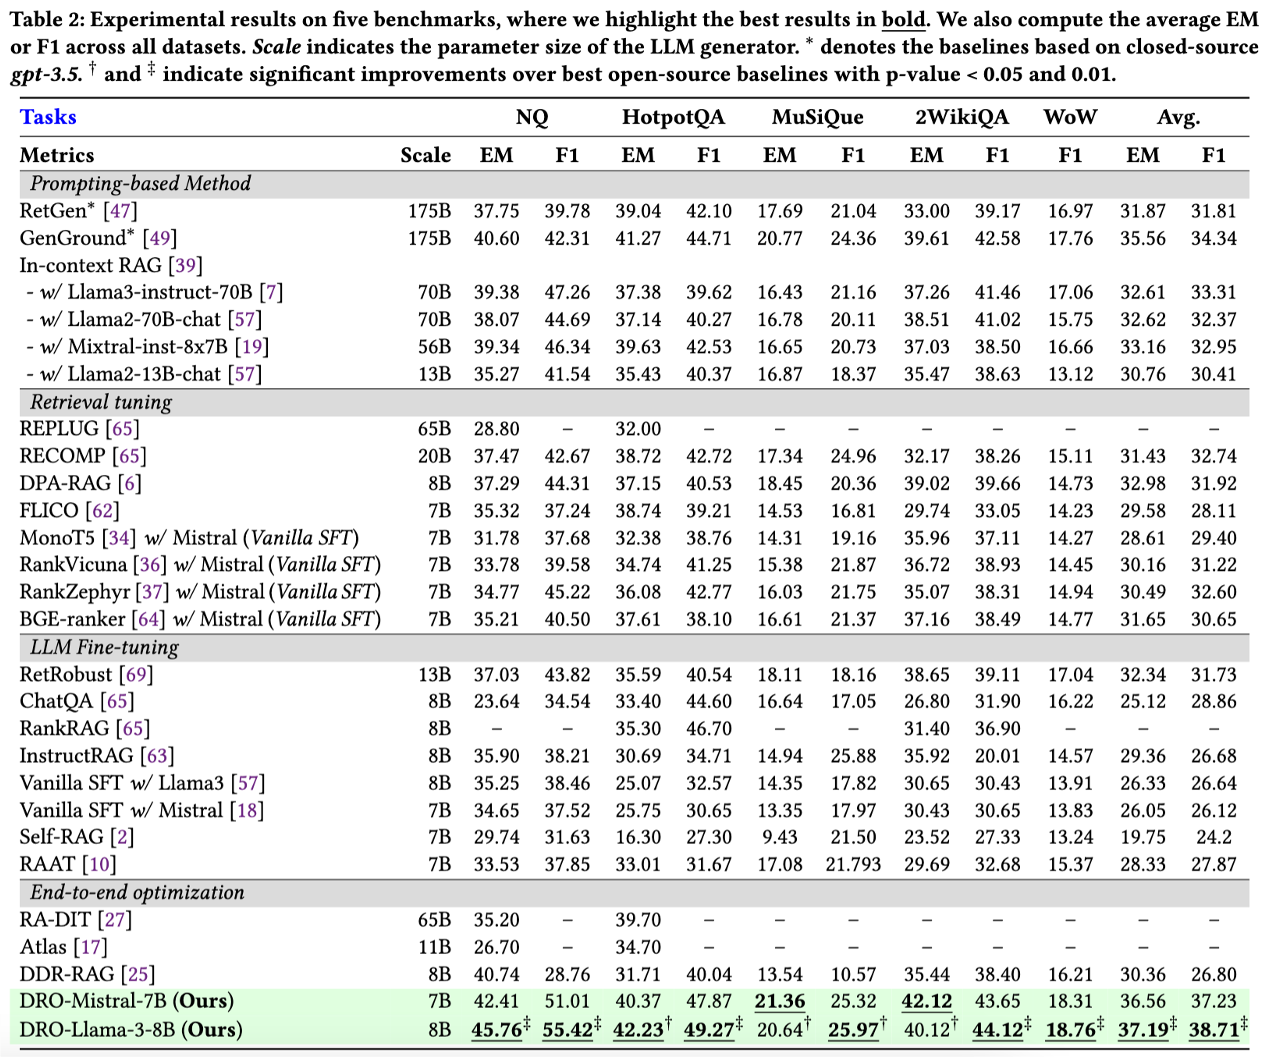 Table 2: Experimental results on five benchmarks, where we highlight the best results in bold. We also compute the average EM
or F1 across all datasets. Scale indicates the parameter size of the LLM generator. * denotes the baselines based on closed-source
gpt-3.5. † and ‡ indicate significant improvements over best open-source baselines with p-value < 0.05 and 0.01.
Tasks NQ HotpotQA MuSiQue 2WikiQA WoW Avg.
Metrics Scale EM F1 EM F1 EM F1 EM F1 F1 EM F1
Prompting-based Method
RetGen* [47] 175B 37.75 39.78 39.04 42.10 17.69 21.04 33.00 39.17 16.97 31.87 31.81
GenGround* [49] 175B 40.60 42.31 41.27 44.71 20.77 24.36 39.61 42.58 17.76 35.56 34.34
In-context RAG [39]
- w/ Llama3-instruct-70B [7] 70B 39.38 47.26 37.38 39.62 16.43 21.16 37.26 41.46 17.06 32.61 33.31
- w/ Llama2-70B-chat [57] 70B 38.07 44.69 37.14 40.27 16.78 20.11 38.51 41.02 15.75 32.62 32.37
- w/ Mixtral-inst-8x7B [19] 56B 39.34 46.34 39.63 42.53 16.65 20.73 37.03 38.50 16.66 33.16 32.95
- w/ Llama2-13B-chat [57] 13B 35.27 41.54 35.43 40.37 16.87 18.37 35.47 38.63 13.12 30.76 30.41
Retrieval tuning
REPLUG [65] 65B 28.80 – 32.00 – – – – – – – –
RECOMP [65] 20B 37.47 42.67 38.72 42.72 17.34 24.96 32.17 38.26 15.11 31.43 32.74
DPA-RAG [6] 8B 37.29 44.31 37.15 40.53 18.45 20.36 39.02 39.66 14.73 32.98 31.92
FLICO [62] 7B 35.32 37.24 38.74 39.21 14.53 16.81 29.74 33.05 14.23 29.58 28.11
MonoT5 [34] w/ Mistral (Vanilla SFT) 7B 31.78 37.68 32.38 38.76 14.31 19.16 35.96 37.11 14.27 28.61 29.40
RankVicuna [36] w/ Mistral (Vanilla SFT) 7B 33.78 39.58 34.74 41.25 15.38 21.87 36.72 38.93 14.45 30.16 31.22
RankZephyr [37] w/ Mistral (Vanilla SFT) 7B 34.77 45.22 36.08 42.77 16.03 21.75 35.07 38.31 14.94 30.49 32.60
BGE-ranker [64] w/ Mistral (Vanilla SFT) 7B 35.21 40.50 37.61 38.10 16.61 21.37 37.16 38.49 14.77 31.65 30.65
LLM Fine-tuning
RetRobust [69] 13B 37.03 43.82 35.59 40.54 18.11 18.16 38.65 39.11 17.04 32.34 31.73
ChatQA [65] 8B 23.64 34.54 33.40 44.60 16.64 17.05 26.80 31.90 16.22 25.12 28.86
RankRAG [65] 8B – – 35.30 46.70 – – 31.40 36.90 – – –
InstructRAG [63] 8B 35.90 38.21 30.69 34.71 14.94 25.88 35.92 20.01 14.57 29.36 26.68
Vanilla SFT w/ Llama3 [57] 8B 35.25 38.46 25.07 32.57 14.35 17.82 30.65 30.43 13.91 26.33 26.64
Vanilla SFT w/ Mistral [18] 7B 34.65 37.52 25.75 30.65 13.35 17.97 30.43 30.65 13.83 26.05 26.12
Self-RAG [2] 7B 29.74 31.63 16.30 27.30 9.43 21.50 23.52 27.33 13.24 19.75 24.2
RAAT [10] 7B 33.53 37.85 33.01 31.67 17.08 21.793 29.69 32.68 15.37 28.33 27.87
End-to-end optimization
RA-DIT [27] 65B 35.20 – 39.70 – – – – – – – –
Atlas [17] 11B 26.70 – 34.70 – – – – – – – –
DDR-RAG [25] 8B 40.74 28.76 31.71 40.04 13.54 10.57 35.44 38.40 16.21 30.36 26.80
DRO-Mistral-7B (Ours) 7B 42.41 51.01 40.37 47.87 21.36 25.32 42.12 43.65 18.31 36.56 37.23
DRO-Llama-3-8B (Ours) 8B 45.76‡ 55.42‡ 42.23† 49.27‡ 20.64† 25.97† 40.12† 44.12‡ 18.76‡ 37.19‡ 38.71‡